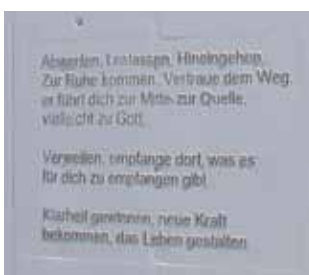 Abwerfen, Loslassen, Hineingehen.
Zur Ruhe kommen. Vertraue dem Weg,
er führt dich zur Mitte, zur Quelle,
vielleicht zu Gott.
Verweilen, empfange dort, was es
für dich zu empfangen gibt.
Klarheit gewinnen, neue Kraft
bekommen, das Leben gestalten.